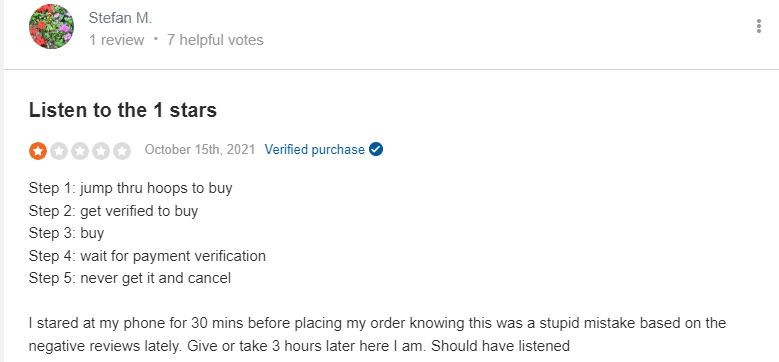 Stefan M.
1 review • 7 helpful votes
Listen to the 1 stars
October 15th, 2021 Verified purchase
Step 1: jump thru hoops to buy
Step 2: get verified to buy
Step 3: buy
Step 4: wait for payment verification
Step 5: never get it and cancel
I stared at my phone for 30 mins before placing my order knowing this was a stupid mistake based on the
negative reviews lately. Give or take 3 hours later here I am. Should have listened